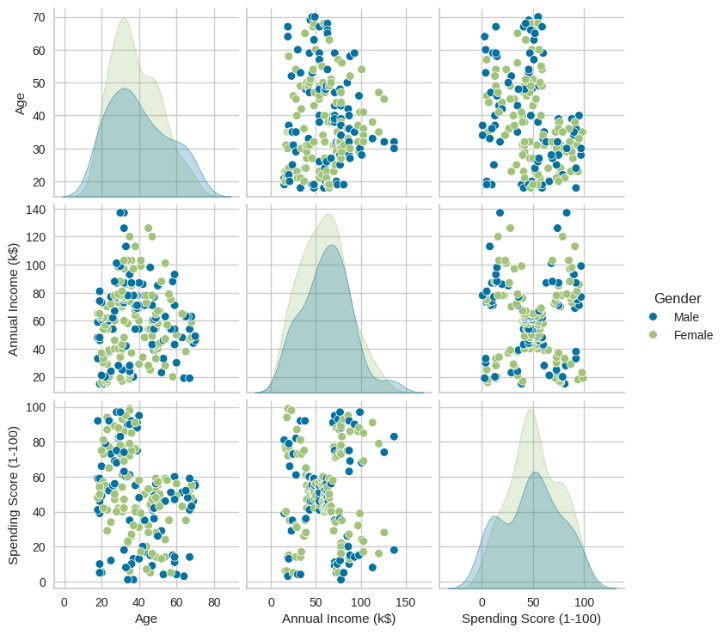 70
60
50
40
30
20
Age
140
120
100
80
60
40
20
Annual Income (k$)
Gender
Male
Female
100
80
60
40
20
0
Spending Score (1-100)
0 20 40 60 80
0 50 100 150
0 50 100
Age
Annual Income (k$)
Spending Score (1-100)